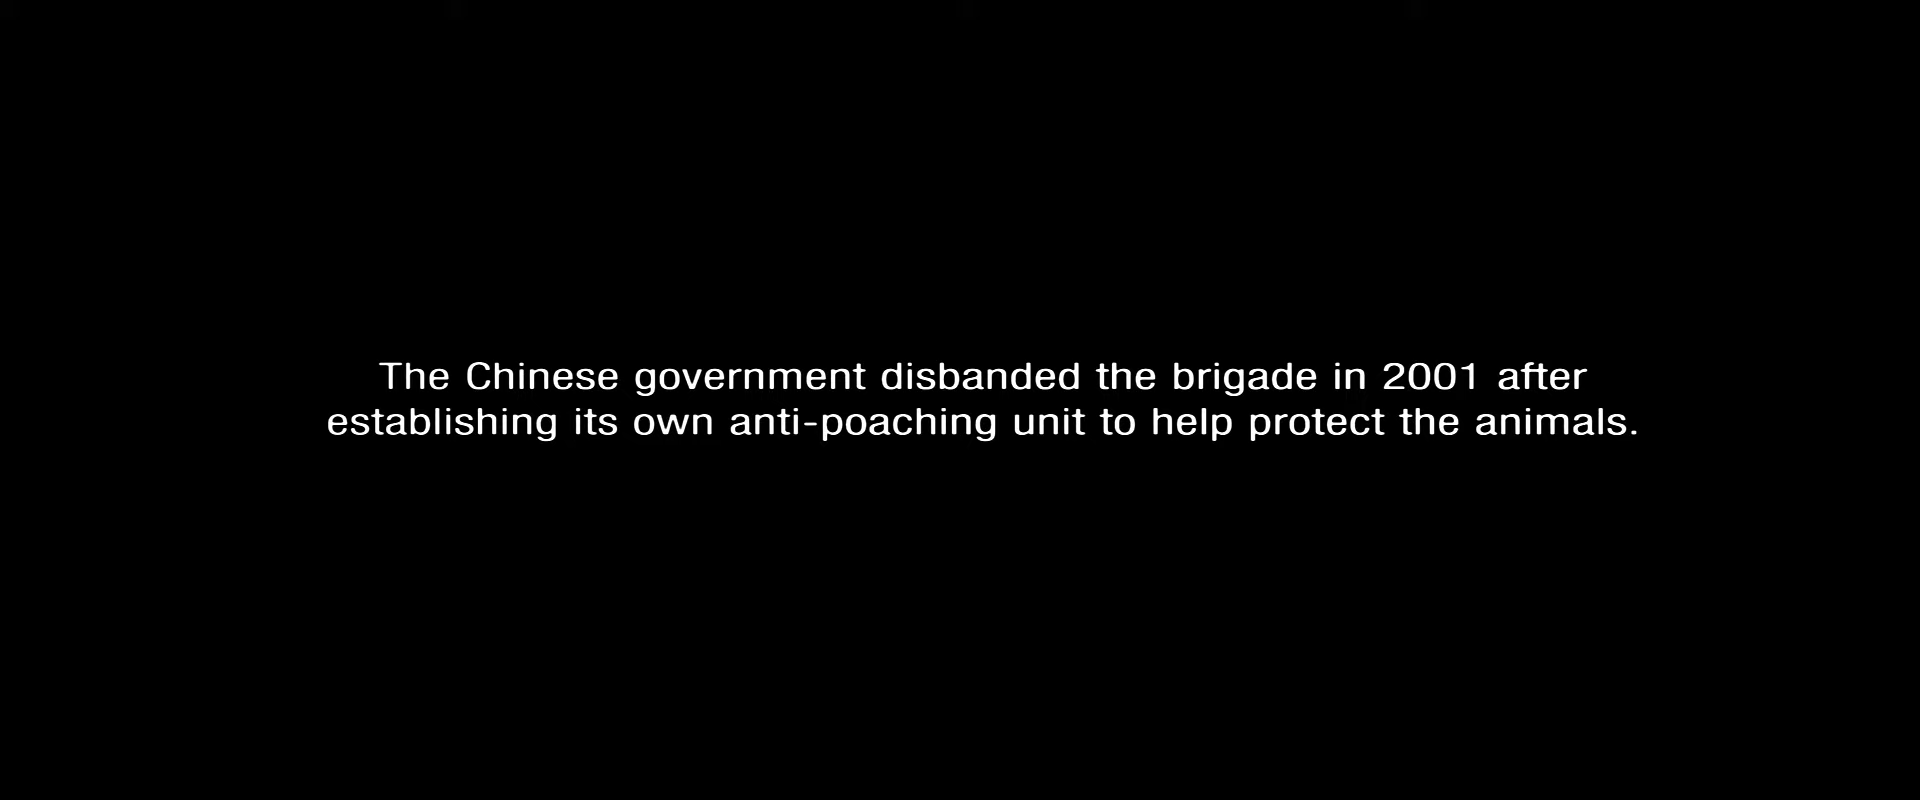 The Chinese government disbanded the brigade in 2001 after
establishing its own anti-poaching unit to help protect the animals.